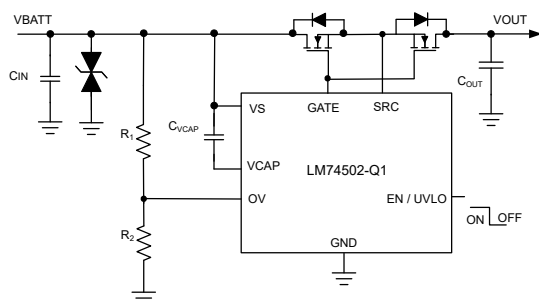 VBATT
VOUT
CIN
COUT
GATE
SRC
VS
CVCAP
R1
VCAP
LM74502-Q1
OV
EN / UVLO
ON
OFF
R2
GND